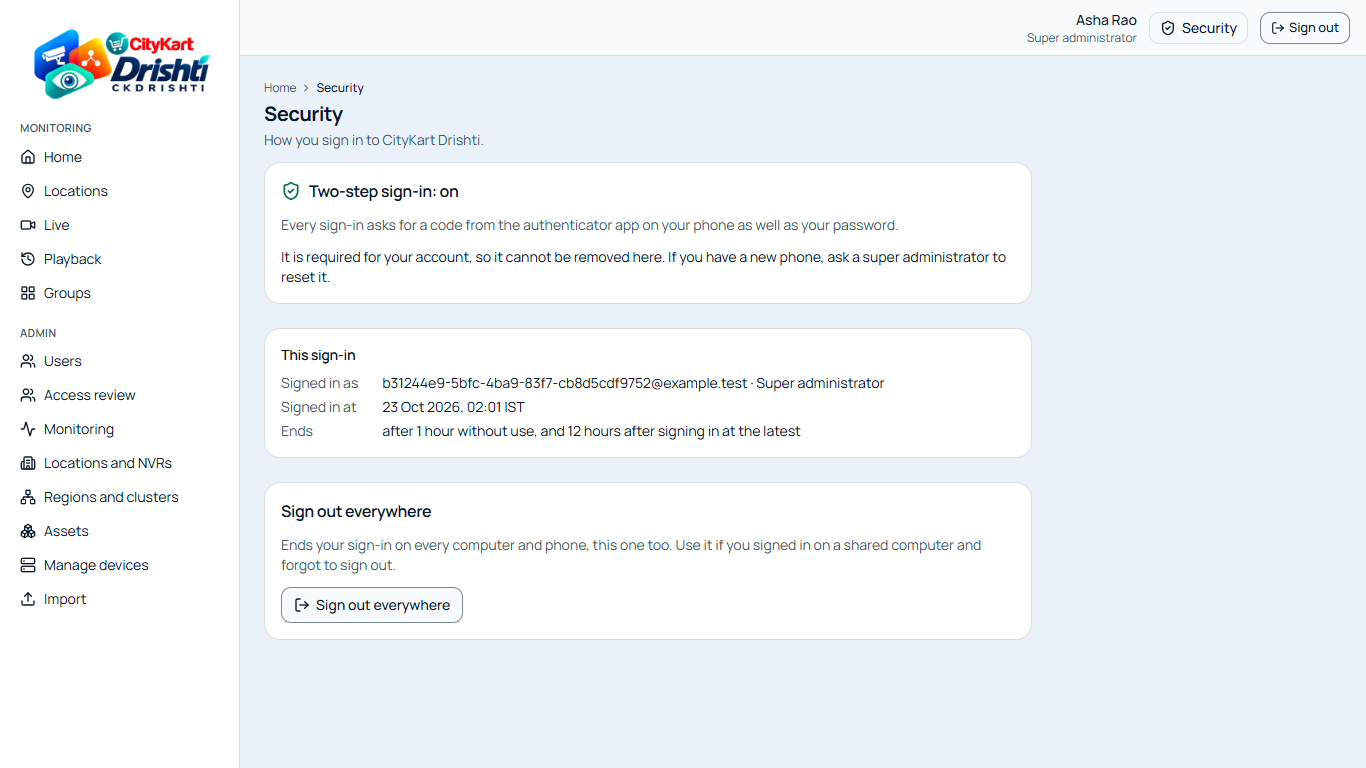 CityKart
Drishti
CKDRISHTI
MONITORING
Home
Locations
Live
Playback
Groups
ADMIN
Users
Access review
Monitoring
Locations and NVRs
Regions and clusters
Assets
Manage devices
Import
Asha Rao
Super administrator
Security
Sign out
Home > Security
Security
How you sign in to CityKart Drishti.
Two-step sign-in: on
Every sign-in asks for a code from the authenticator app on your phone as well as your password.
It is required for your account, so it cannot be removed here. If you have a new phone, ask a super administrator to
reset it.
This sign-in
Signed in as b31244e9-5bfc-4ba9-83f7-cb8d5cdf9752@example.test · Super administrator
Signed in at 23 Oct 2026, 02:01 IST
Ends after 1 hour without use, and 12 hours after signing in at the latest
Sign out everywhere
Ends your sign-in on every computer and phone, this one too. Use it if you signed in on a shared computer and
forgot to sign out.
Sign out everywhere